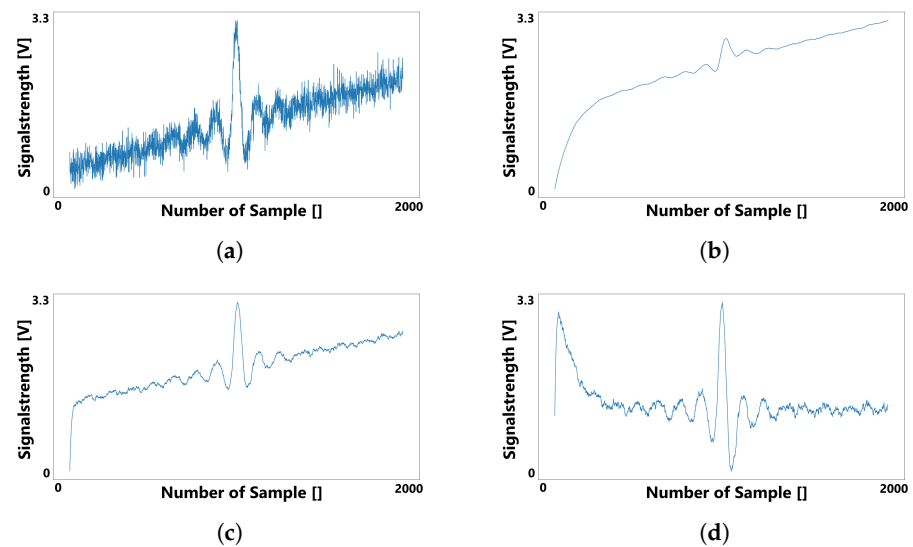 3.3
Signalstrength [V]
0
0
Number of Sample []
2000
(a)
3.3
Signalstrength [V]
0
0
Number of Sample []
2000
(b)
3.3
Signalstrength [V]
0
0
Number of Sample []
2000
(c)
3.3
Signalstrength [V]
0
0
Number of Sample []
2000
(d)